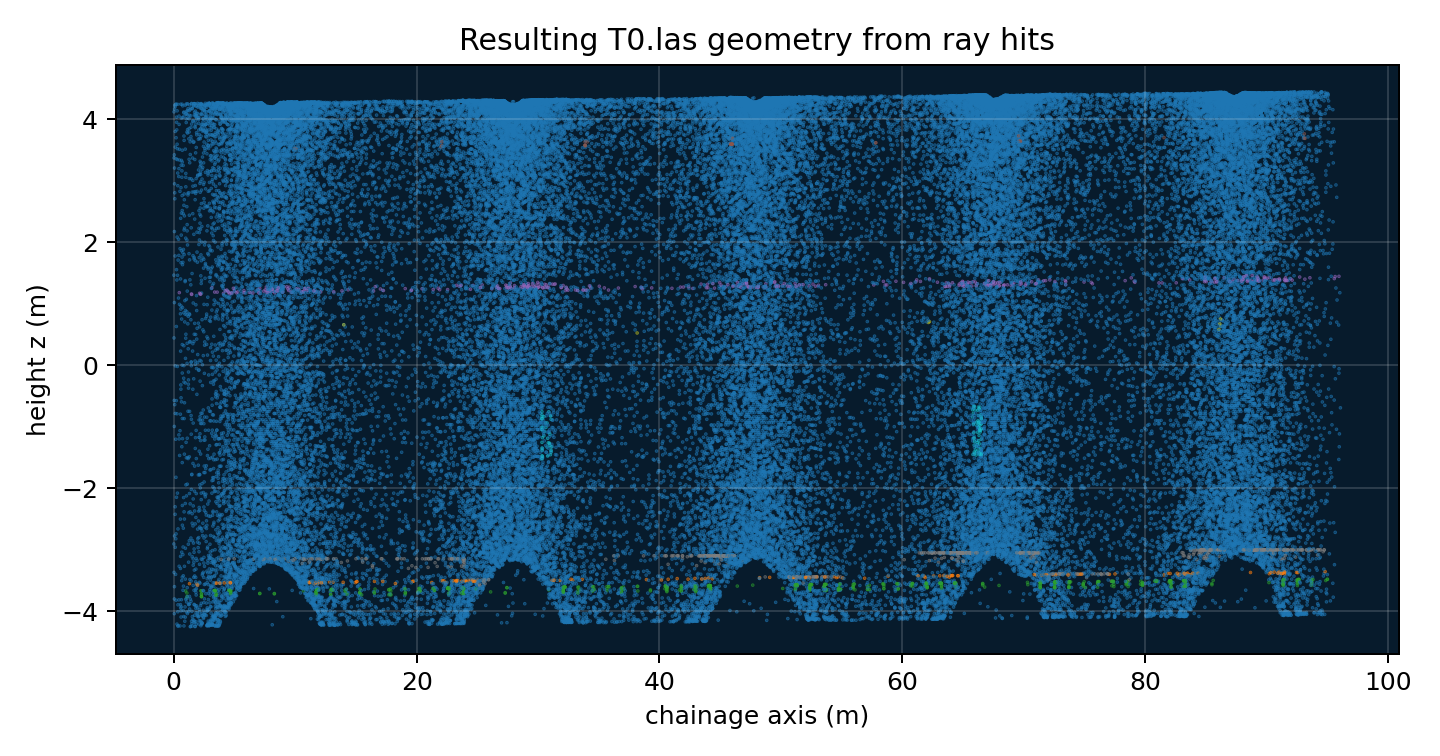 Resulting T0.las geometry from ray hits
height z (m)
4
2
0
−2
−4
0 20 40 60 80 100
chainage axis (m)